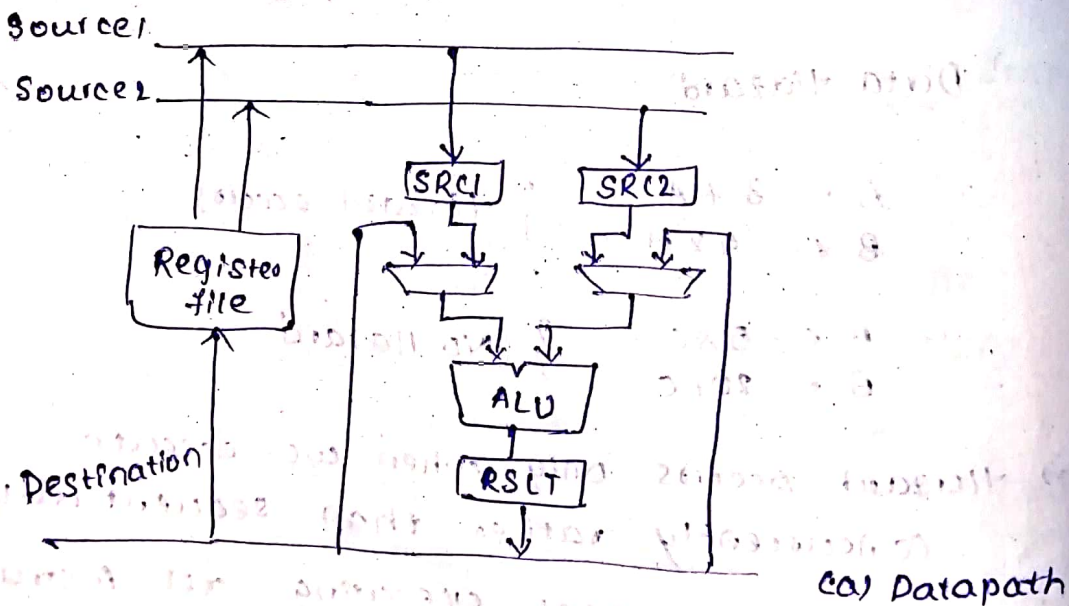 Source1
Source2
SRC1
SRC2
Register
file
ALU
Destination
RSLT
(a) Datapath